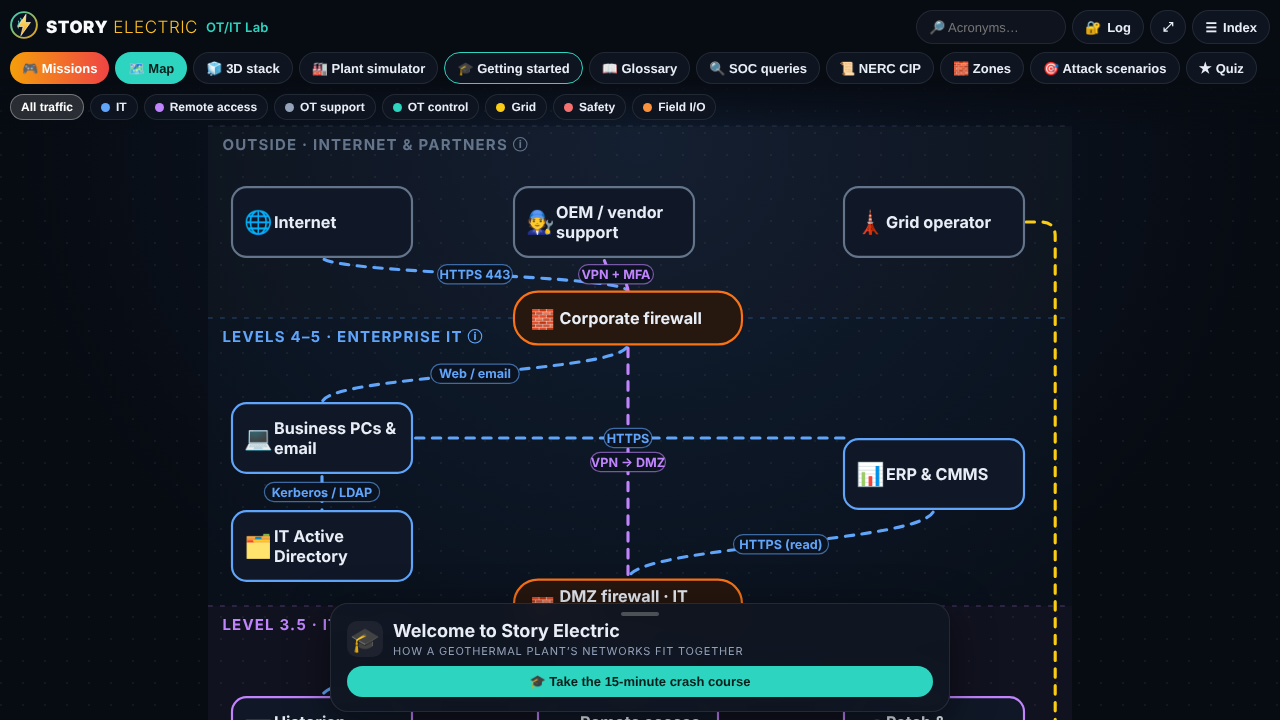 STORY ELECTRIC OT/IT Lab
Acronyms…
Log
Index
Missions
Map
3D stack
Plant simulator
Getting started
Glossary
SOC queries
NERC CIP
Zones
Attack scenarios
★ Quiz
All traffic
IT
Remote access
OT support
OT control
Grid
Safety
Field I/O
OUTSIDE · INTERNET & PARTNERS ⓘ
Internet
OEM / vendor
support
Grid operator
HTTPS 443
VPN + MFA
Corporate firewall
LEVELS 4–5 · ENTERPRISE IT ⓘ
Web / email
Business PCs &
email
HTTPS
VPN → DMZ
ERP & CMMS
Kerberos / LDAP
IT Active
Directory
HTTPS (read)
DMZ firewall · IT
LEVEL 3.5 ·
Welcome to Story Electric
HOW A GEOTHERMAL PLANT'S NETWORKS FIT TOGETHER
Take the 15-minute crash course
Historian
Remote access
Patch &